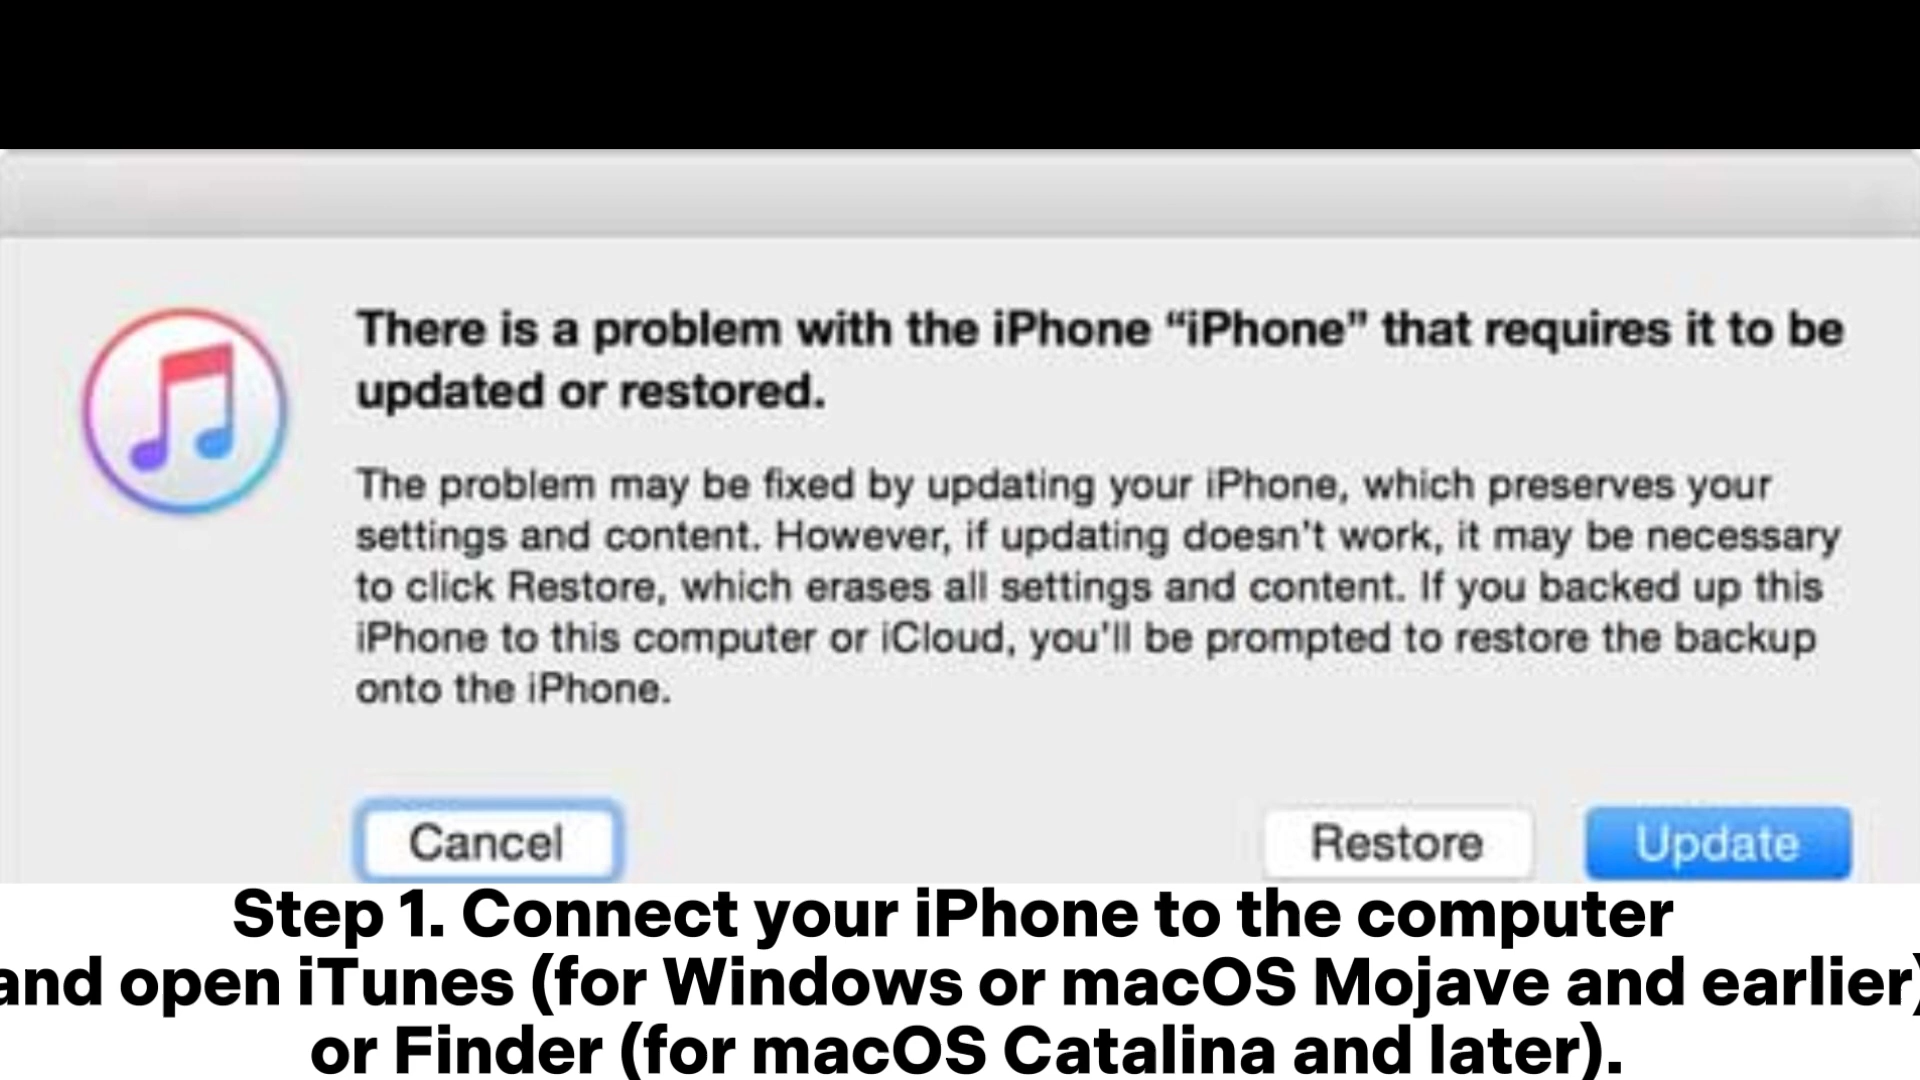 There is a problem with the iPhone “iPhone” that requires it to be
updated or restored.
The problem may be fixed by updating your iPhone, which preserves your
settings and content. However, if updating doesn't work, it may be necessary
to click Restore, which erases all settings and content. If you backed up this
iPhone to this computer or iCloud, you'll be prompted to restore the backup
onto the iPhone.
Cancel
Restore
Update
Step 1. Connect your iPhone to the computer
and open iTunes (for Windows or macOS Mojave and earlier)
or Finder (for macOS Catalina and later).